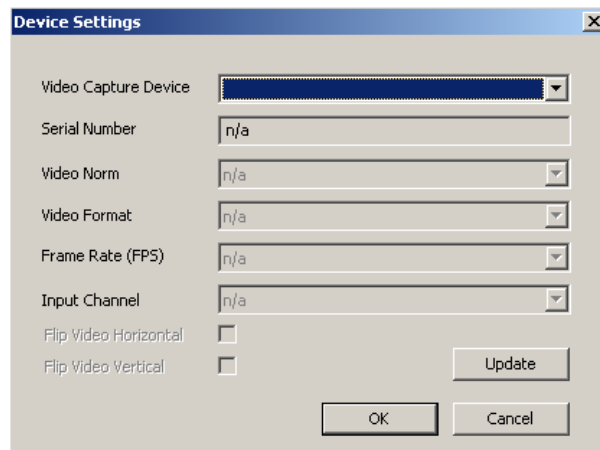 Device Settings
Video Capture Device
Serial Number n/a
Video Norm n/a
Video Format n/a
Frame Rate (FPS) n/a
Input Channel n/a
Flip Video Horizontal
Flip Video Vertical
Update
OK Cancel